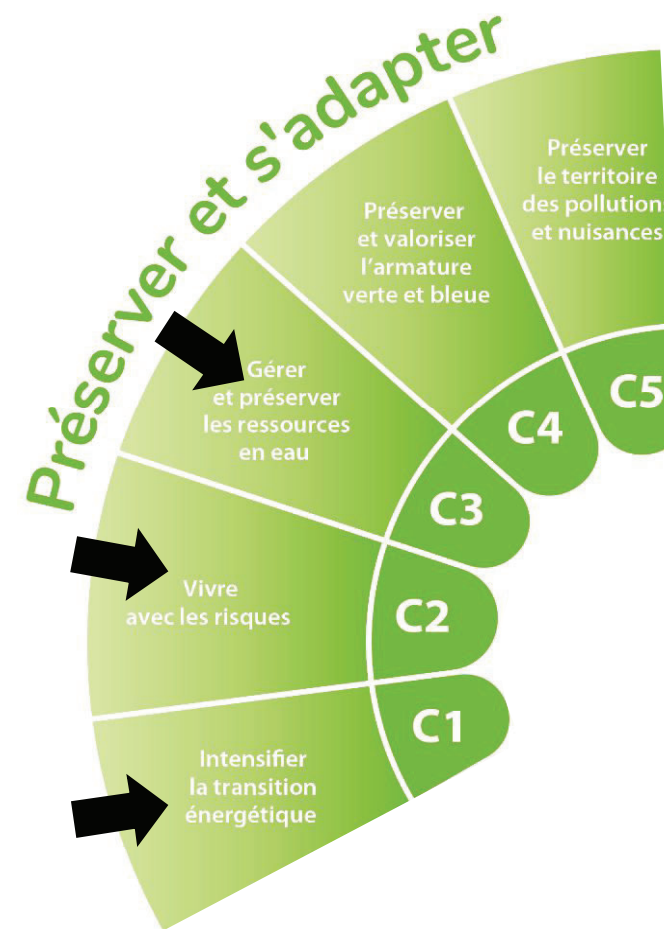 Préserver et s'adapter
Préserver
le territoire
des pollutions
et nuisances
C5
Préserver
et valoriser
l’armature
verte et bleue
C4
Gérer
et préserver
les ressources
en eau
C3
Vivre
avec les risques
C2
Intensifier
la transition
énergétique
C1